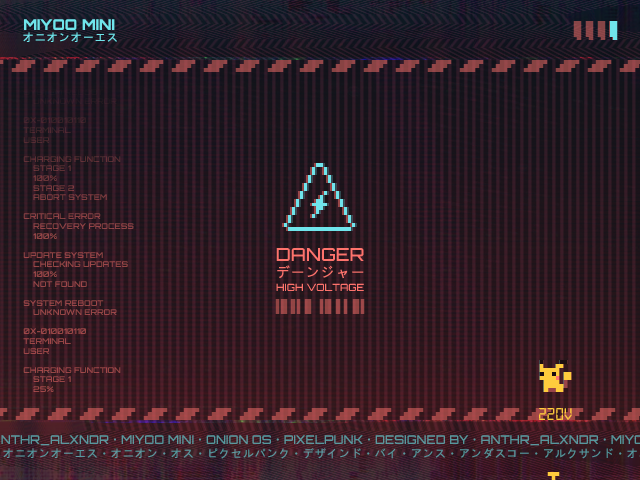 MIYOO MINI
オニオンオーエス
0X-010010110
TERMINAL
USER
CHARGING FUNCTION
STAGE 1
100%
STAGE 2
ABORT SYSTEM
CRITICAL ERROR
RECOVERY PROCESS
100%
UPDATE SYSTEM
CHECKING UPDATES
100%
NOT FOUND
SYSTEM REBOOT
UNKNOWN ERROR
0X-010010110
TERMINAL
USER
CHARGING FUNCTION
STAGE 1
25%
DANGER
デーンジャー
HIGH VOLTAGE
220V
NTHR_ALXNDR · MIYOO MINI · ONION OS · PIXELPUNK · DESIGNED BY · ANTHR_ALXNDR · MIYO
オニオンオーエス・オニオン・オス・ピクセルパンク・デザインド・バイ・アンス・アンダスコー・アルクサンド・オ